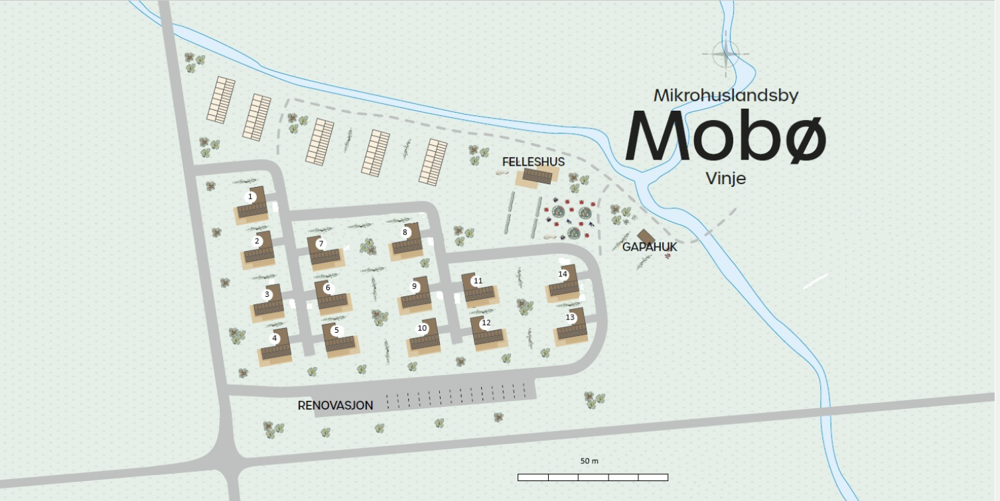 Mikrohuslandsby
Mobø
Vinje
FELLESHUS
GAPAHUK
1
2
3
4
5
6
7
8
9
10
11
12
13
14
RENOVASJON
50 m